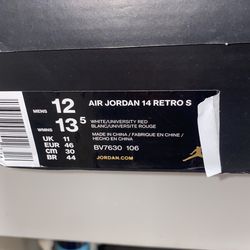 MENS 12 AIR JORDAN 14 RETRO S
WMNS 13.5
WHITE/UNIVERSITY RED
BLANC/UNIVERSITE ROUGE
UK 11
EUR 46
CM 30
BR 44
MADE IN CHINA / FABRIQUE EN CHINE /
HECHO EN CHINA
BV7630 106
JORDAN.COM